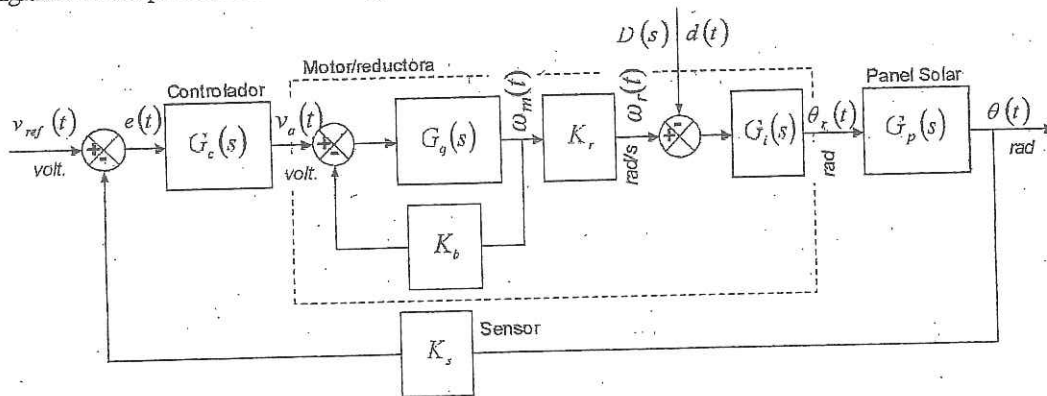 D(s) d(t)
Motor/reductora
Panel Solar
Controlador
v_ref(t)
e(t)
G_c(s)
v_a(t)
G_g(s)
ω_m(t)
K_r
ω_r(t)
G_i(s)
θ_r(t)
G_p(s)
θ(t)
volt.
volt.
rad/s
rad
rad
K_b
Sensor
K_s